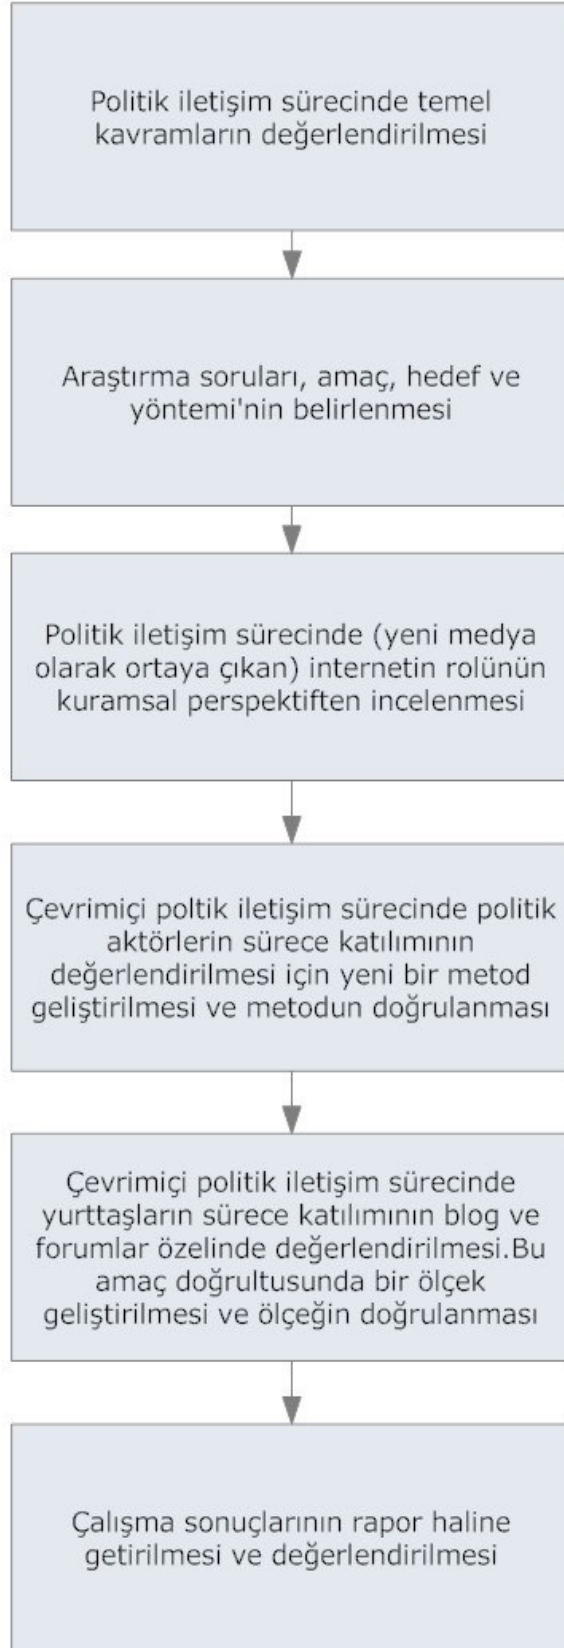 Politik iletişim sürecinde temel
kavramların değerlendirilmesi
Araştırma soruları, amaç, hedef ve
yöntemi'nin belirlenmesi
Politik iletişim sürecinde (yeni medya
olarak ortaya çıkan) internetin rolünün
kuramsal perspektiften incelenmesi
Çevrimiçi poltik iletişim sürecinde politik
aktörlerin sürece katılımının
değerlendirilmesi için yeni bir metod
geliştirilmesi ve metodun doğrulanması
Çevrimiçi politik iletişim sürecinde
yurttaşların sürece katılımının blog ve
forumlar özelinde değerlendirilmesi.Bu
amaç doğrultusunda bir ölçek
geliştirilmesi ve ölçeğin doğrulanması
Çalışma sonuçlarının rapor haline
getirilmesi ve değerlendirilmesi